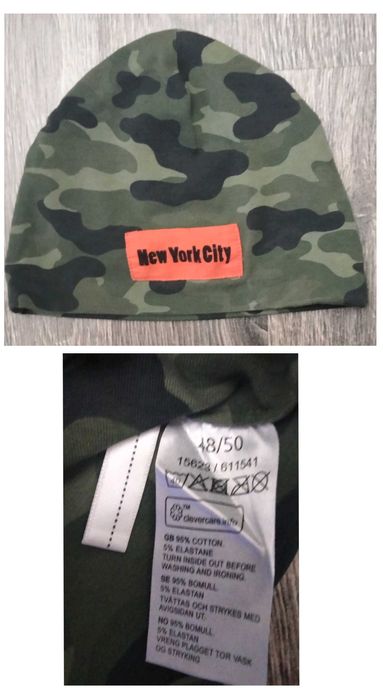 New York City
48/50
15623 / 611541
40
clevercare.info
GB 95% COTTON
5% ELASTANE
TURN INSIDE OUT BEFORE
WASHING AND IRONING.
SE 95% BOMULL
5% ELASTAN
TVÄTTAS OCH STRYKES MED
AVIGSIDAN UT.
NO 95% BOMULL
5% ELASTAN
VRENG PLAGGET FOR VASK
OG STRYKING